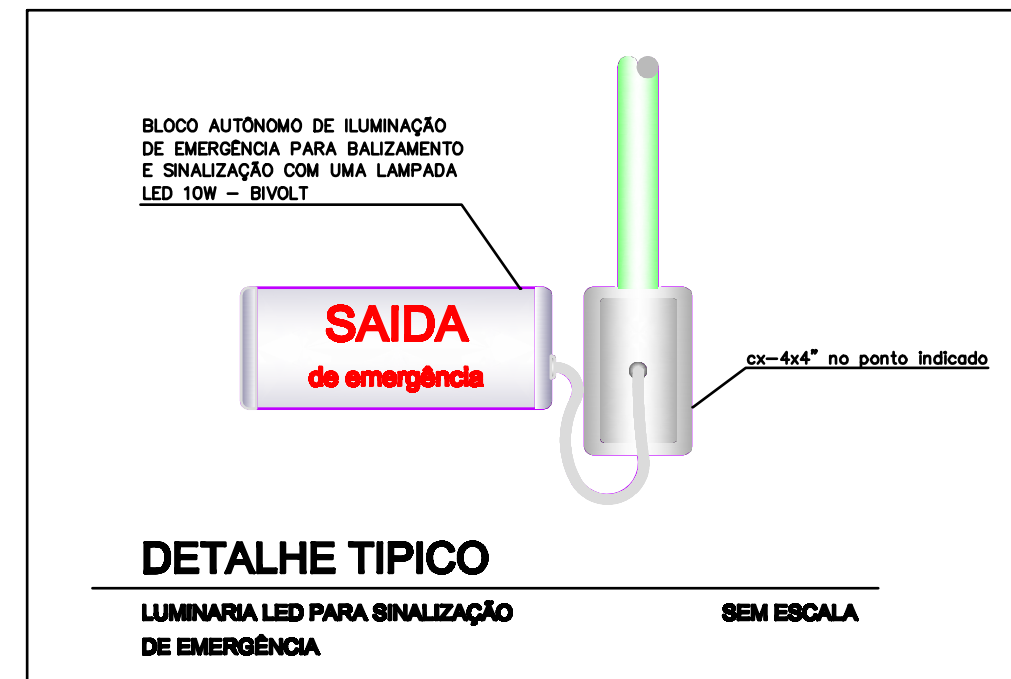 BLOCO AUTÔNOMO DE ILUMINAÇÃO
DE EMERGÊNCIA PARA BALIZAMENTO
E SINALIZAÇÃO COM UMA LAMPADA
LED 10W – BIVOLT
SAIDA
de emergência
cx–4x4" no ponto indicado
DETALHE TIPICO
LUMINARIA LED PARA SINALIZAÇÃO
DE EMERGÊNCIA
SEM ESCALA